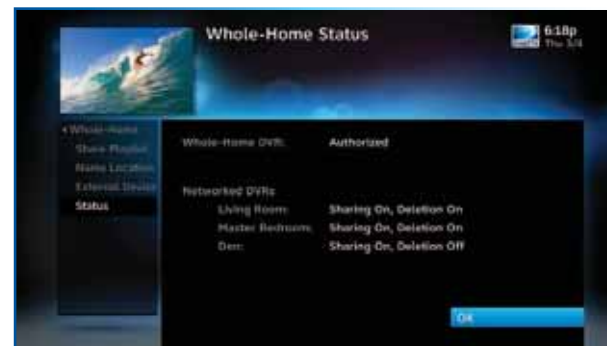 Whole-Home Status
6:18p
Thu 3/4
Whole-Home
Share Playlist
Name Location
External Device
Status
Whole-Home DVR: Authorized
Networked DVRs
Living Room: Sharing On, Deletion On
Master Bedroom: Sharing On, Deletion On
Den: Sharing On, Deletion Off
OK